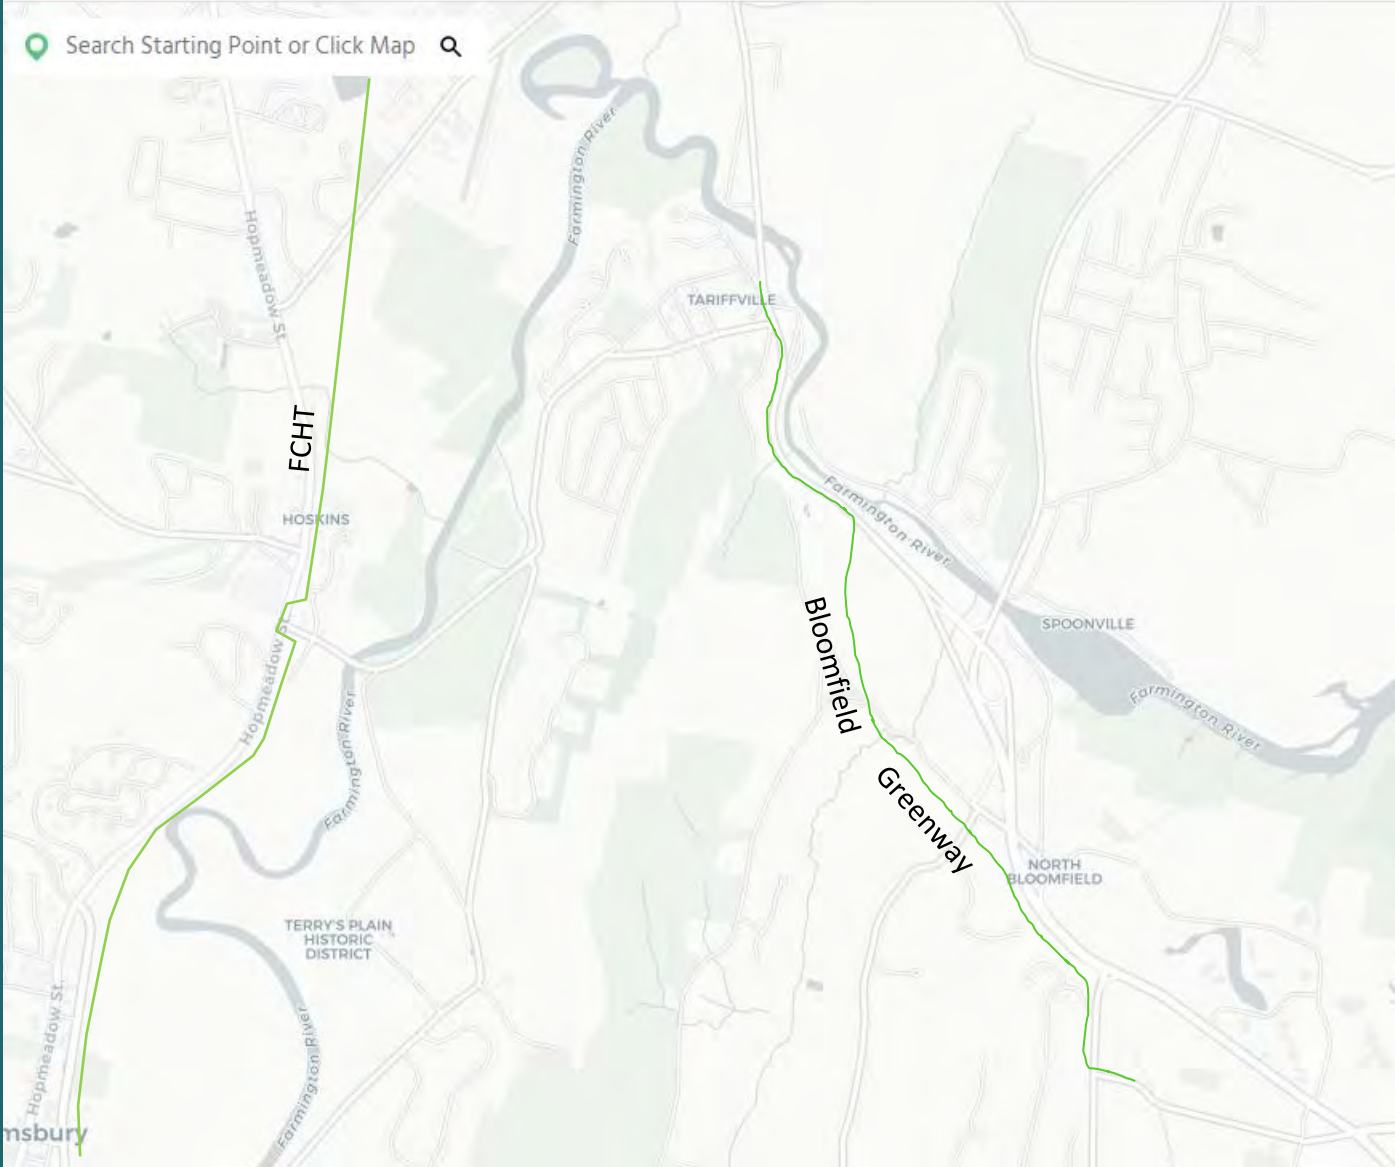 Search Starting Point or Click Map
Farmington River
Hopmeadow St.
TARIFFVILLE
FCHT
HOSKINS
Farmington River
Bloomfield
SPOONVILLE
Hopmeadow St.
Farmington River
Farmington River
Greenway
NORTH
BLOOMFIELD
TERRY'S PLAIN
HISTORIC
DISTRICT
Hopmeadow St.
Farmington River
msbury